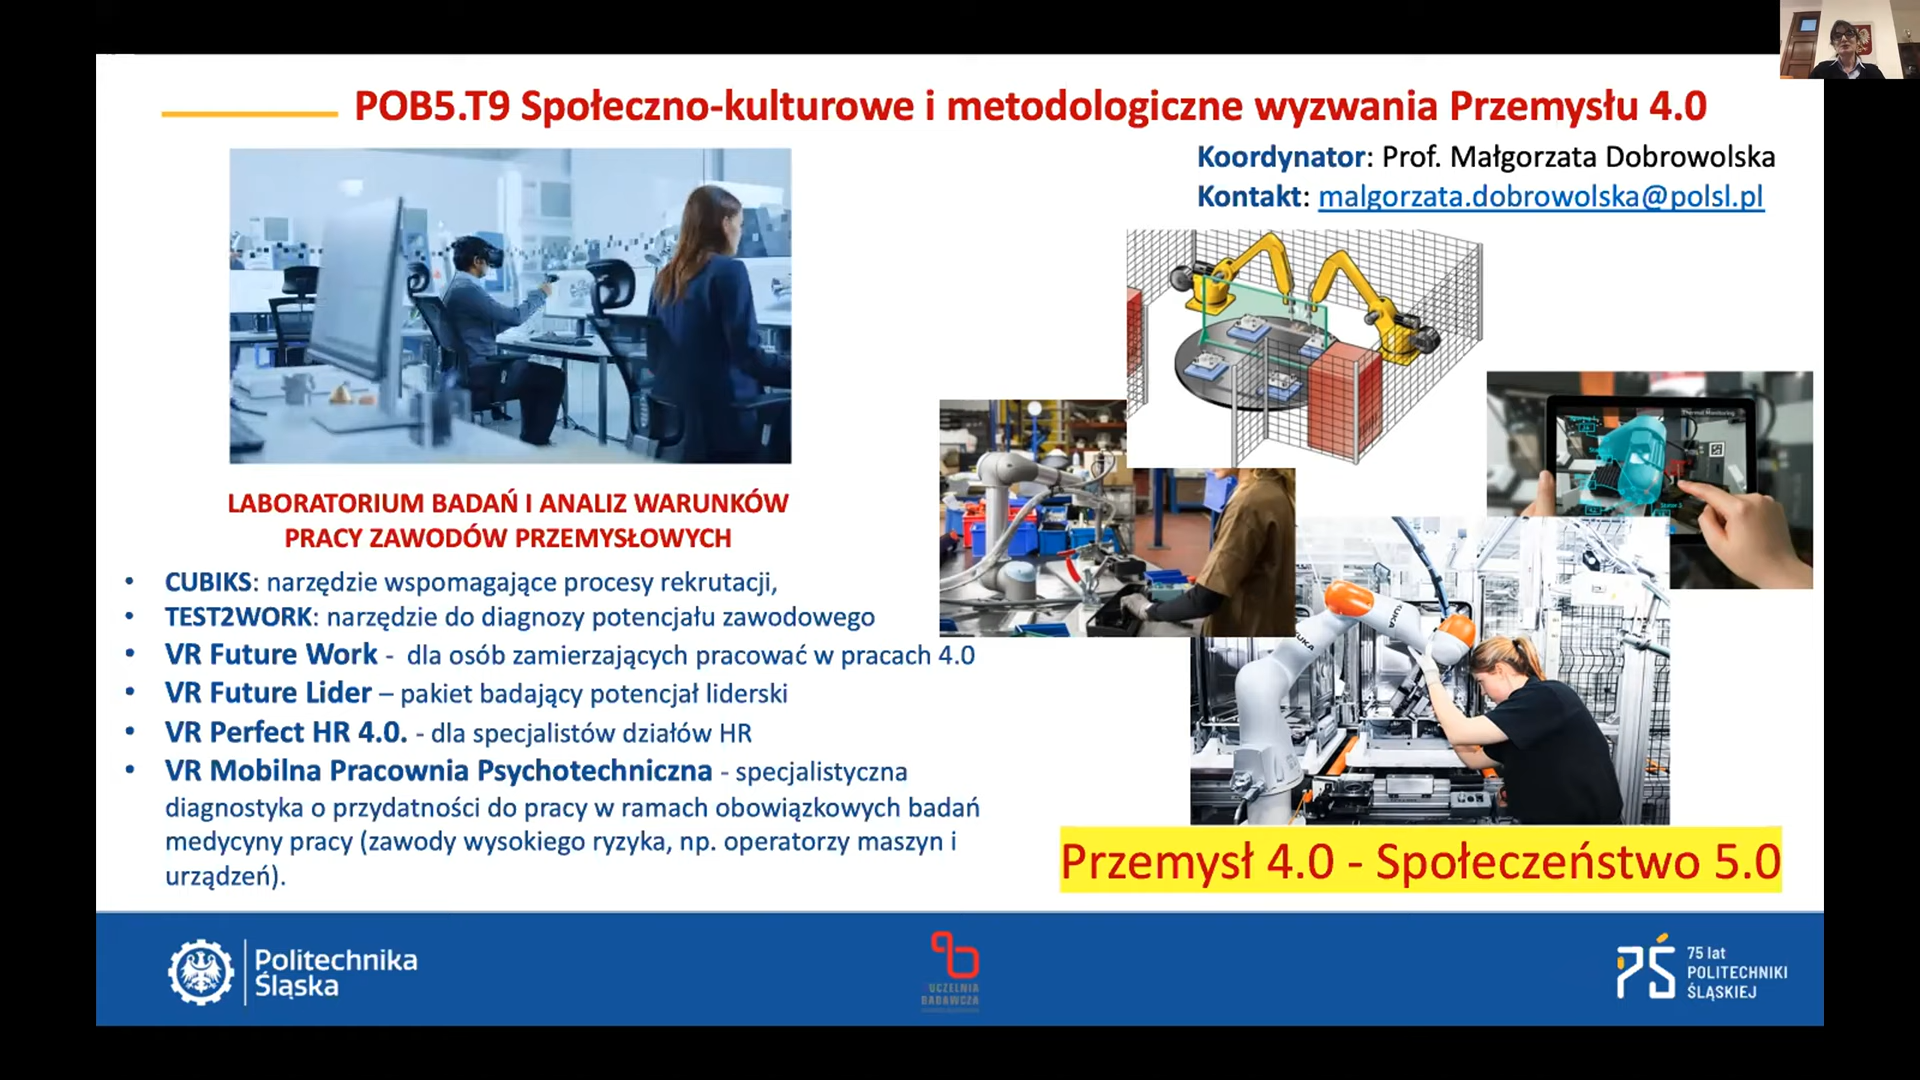 POB5.T9 Społeczno-kulturowe i metodologiczne wyzwania Przemysłu 4.0
Koordynator: Prof. Małgorzata Dobrowolska
Kontakt: malgorzata.dobrowolska@polsl.pl
LABORATORIUM BADAŃ I ANALIZ WARUNKÓW
PRACY ZAWODÓW PRZEMYSŁOWYCH
• CUBIKS: narzędzie wspomagające procesy rekrutacji,
• TEST2WORK: narzędzie do diagnozy potencjału zawodowego
• VR Future Work - dla osób zamierzających pracować w pracach 4.0
• VR Future Lider – pakiet badający potencjał liderski
• VR Perfect HR 4.0. - dla specjalistów działów HR
• VR Mobilna Pracownia Psychotechniczna - specjalistyczna
diagnostyka o przydatności do pracy w ramach obowiązkowych badań
medycyny pracy (zawody wysokiego ryzyka, np. operatorzy maszyn i
urządzeń).
Thermal Monitoring
KUKA
KUKA
Przemysł 4.0 - Społeczeństwo 5.0
Politechnika
Śląska
UCZELNIA
BADAWCZA
75 lat
POLITECHNIKI
ŚLĄSKIEJ